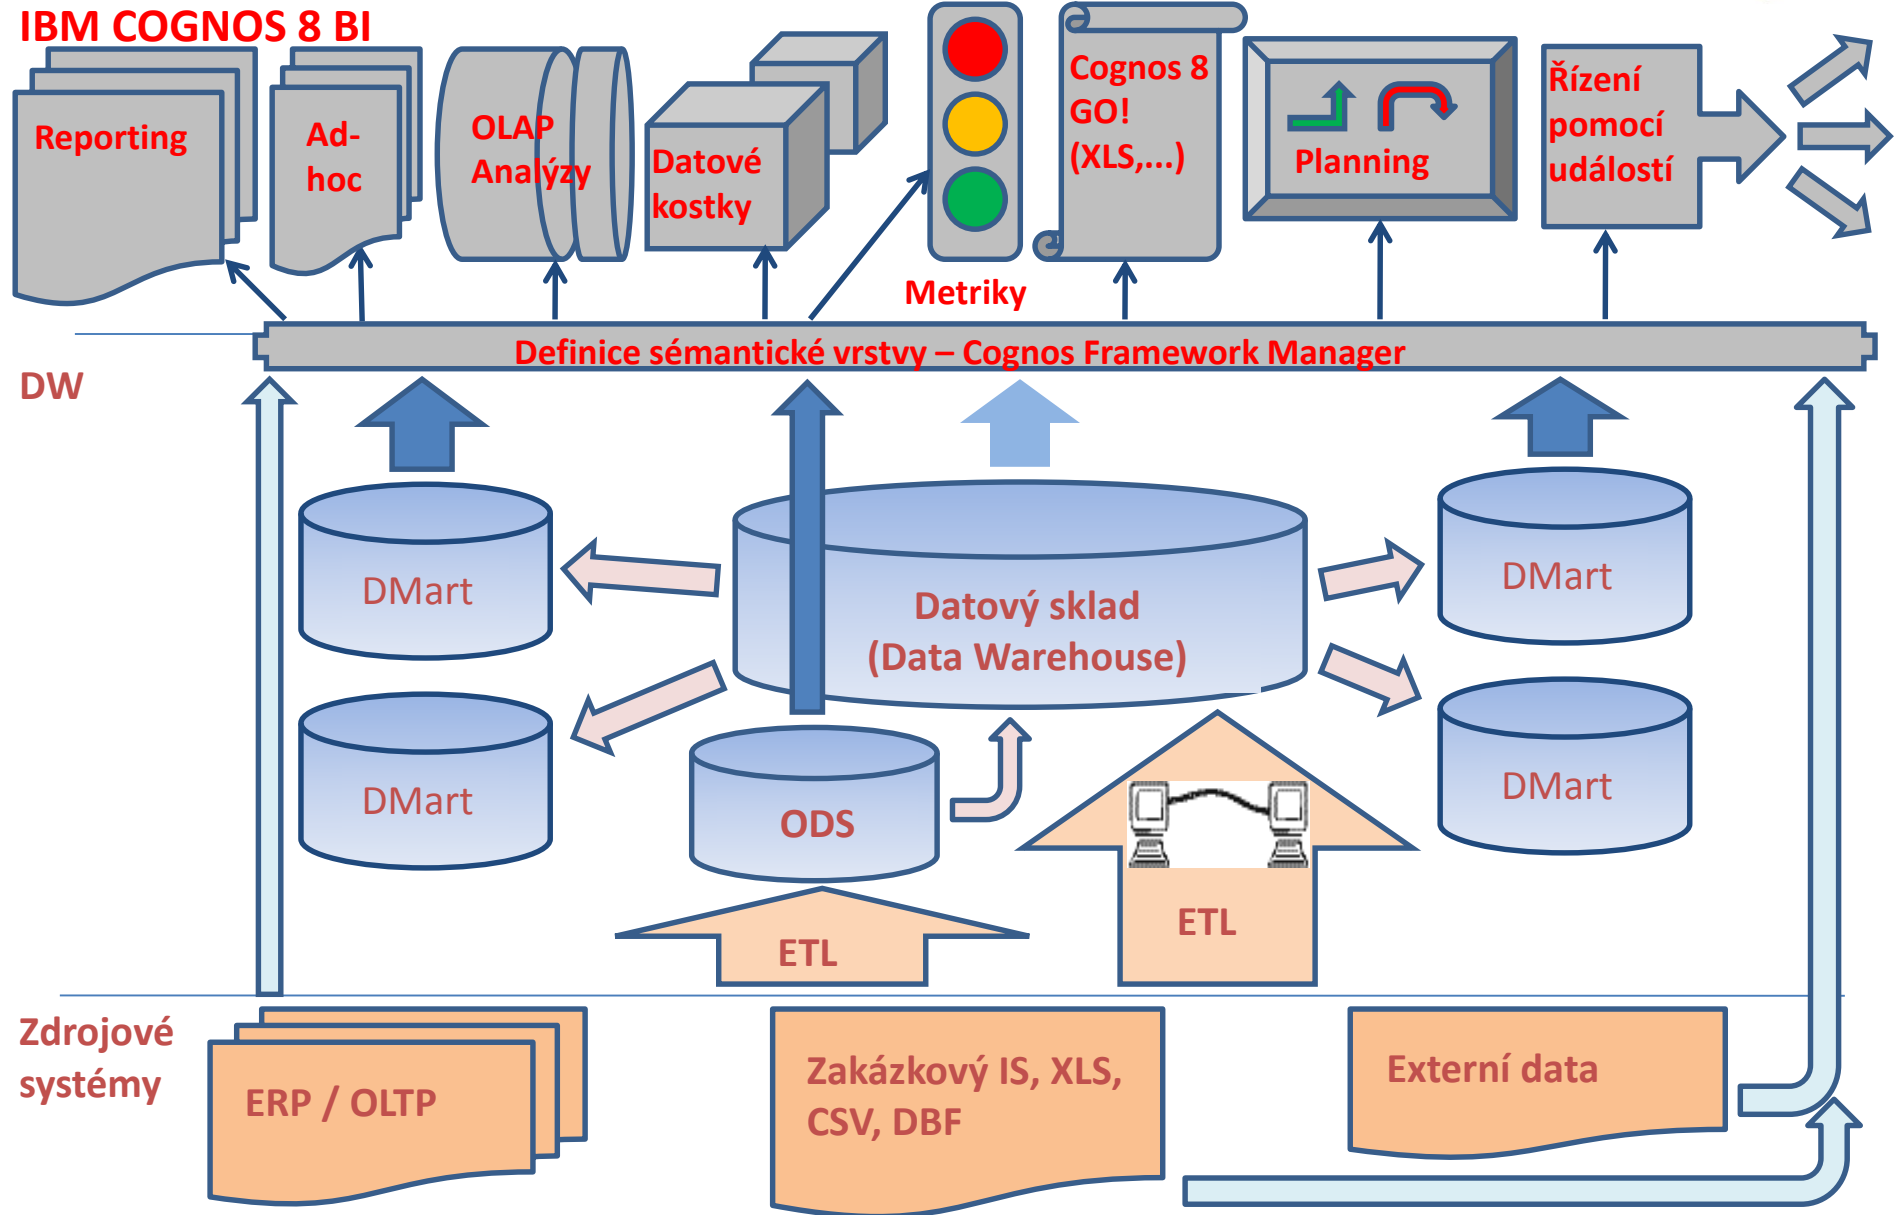 IBM COGNOS 8 BI
Reporting
Ad-
hoc
OLAP
Analýzy
Datové
kostky
Metriky
Cognos 8
GO!
(XLS,...)
Planning
Řízení
pomocí
událostí
Definice sémantické vrstvy – Cognos Framework Manager
DW
DMart
Datový sklad
(Data Warehouse)
DMart
DMart
ODS
DMart
ETL
ETL
Zdrojové
systémy
ERP / OLTP
Zakázkový IS, XLS,
CSV, DBF
Externí data